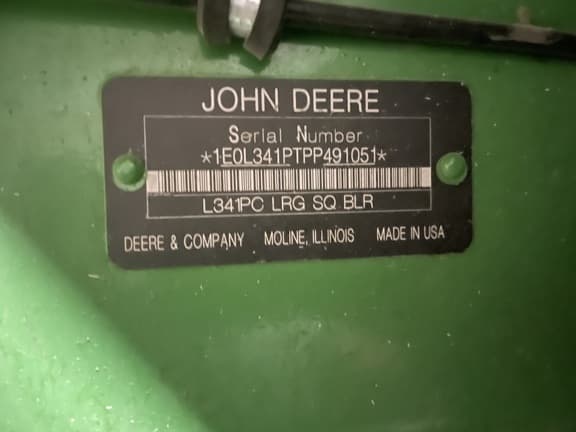 JOHN DEERE
Serial Number
*1E0L341PTPP491051*
L341PC LRG SQ BLR
DEERE & COMPANY MOLINE, ILLINOIS MADE IN USA